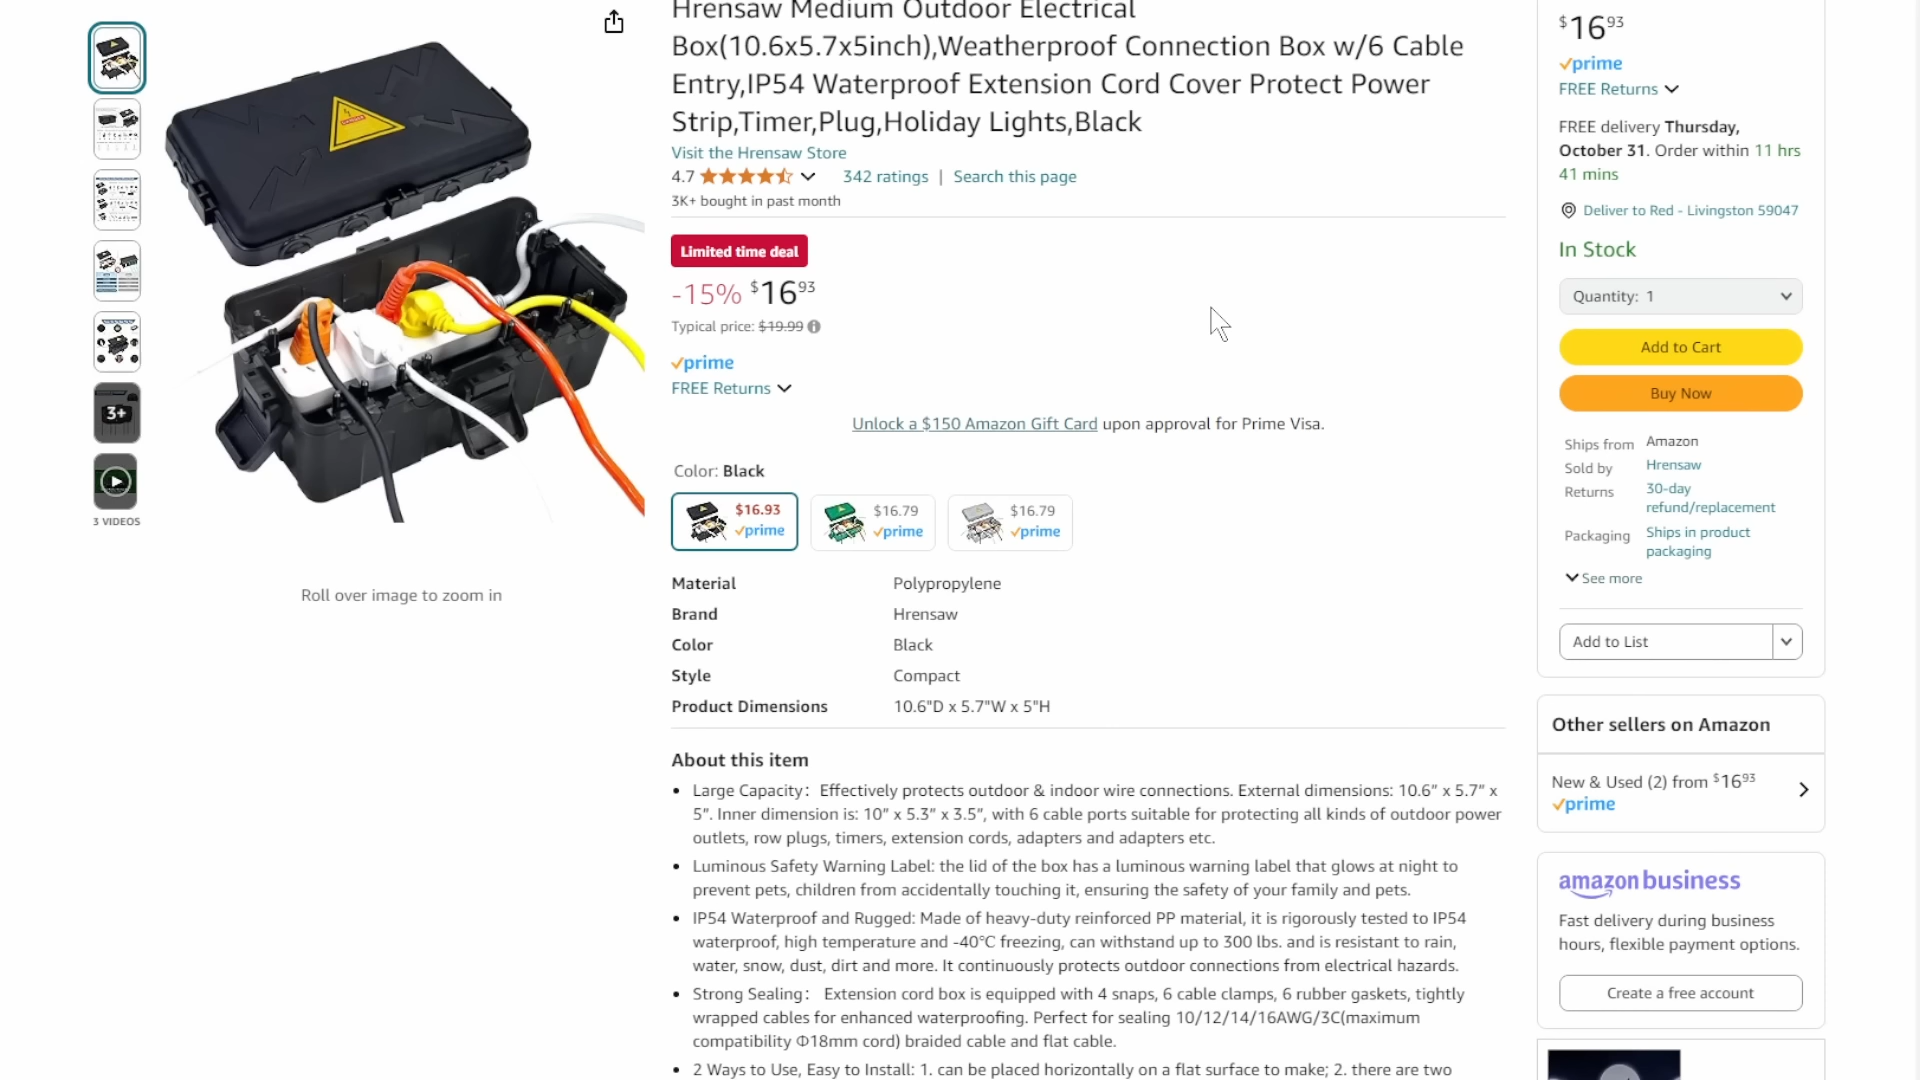 Hrensaw Medium Outdoor Electrical
Box(10.6x5.7x5inch),Weatherproof Connection Box w/6 Cable
Entry,IP54 Waterproof Extension Cord Cover Protect Power
Strip,Timer,Plug,Holiday Lights,Black
Visit the Hrensaw Store
4.7 342 ratings | Search this page
3K+ bought in past month
Limited time deal
-15% $16 93
Typical price: $19.99
prime
FREE Returns
Unlock a $150 Amazon Gift Card upon approval for Prime Visa.
Color: Black
$16.93
prime
$16.79
prime
$16.79
prime
Material Polypropylene
Brand Hrensaw
Color Black
Style Compact
Product Dimensions 10.6"D x 5.7"W x 5"H
About this item
• Large Capacity： Effectively protects outdoor & indoor wire connections. External dimensions: 10.6” x 5.7” x
5”. Inner dimension is: 10” x 5.3” x 3.5”, with 6 cable ports suitable for protecting all kinds of outdoor power
outlets, row plugs, timers, extension cords, adapters and adapters etc.
• Luminous Safety Warning Label: the lid of the box has a luminous warning label that glows at night to
prevent pets, children from accidentally touching it, ensuring the safety of your family and pets.
• IP54 Waterproof and Rugged: Made of heavy-duty reinforced PP material, it is rigorously tested to IP54
waterproof, high temperature and -40℃ freezing, can withstand up to 300 lbs. and is resistant to rain,
water, snow, dust, dirt and more. It continuously protects outdoor connections from electrical hazards.
• Strong Sealing： Extension cord box is equipped with 4 snaps, 6 cable clamps, 6 rubber gaskets, tightly
wrapped cables for enhanced waterproofing. Perfect for sealing 10/12/14/16AWG/3C(maximum
compatibility Φ18mm cord) braided cable and flat cable.
• 2 Ways to Use, Easy to Install: 1. can be placed horizontally on a flat surface to make; 2. there are two
3+
3 VIDEOS
Roll over image to zoom in
$16 93
prime
FREE Returns
FREE delivery Thursday,
October 31. Order within 11 hrs
41 mins
Deliver to Red - Livingston 59047
In Stock
Quantity: 1
Add to Cart
Buy Now
Ships from Amazon
Sold by Hrensaw
Returns 30-day
refund/replacement
Packaging Ships in product
packaging
See more
Add to List
Other sellers on Amazon
New & Used (2) from $16 93
prime
amazon business
Fast delivery during business
hours, flexible payment options.
Create a free account